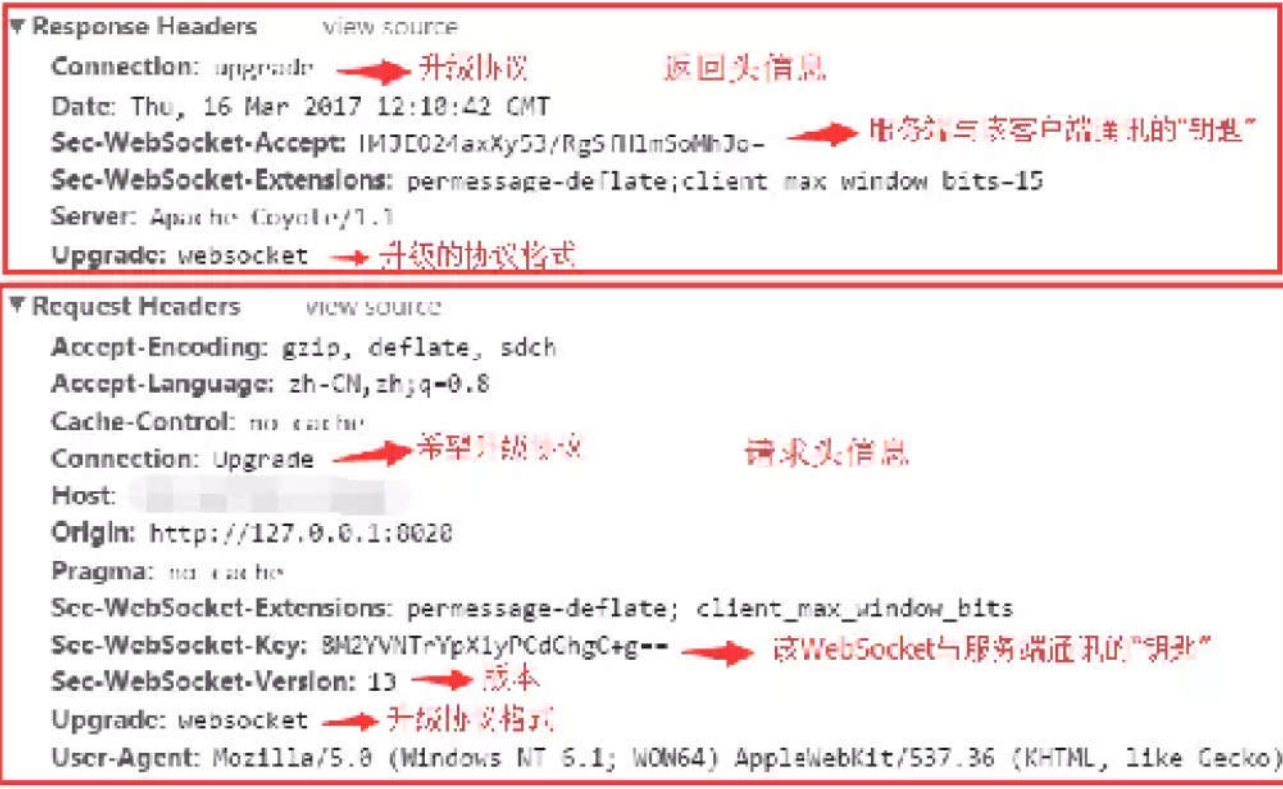 Response Headers view source
Connection: upgrade 升级协议 返回头信息
Date: Thu, 16 Mar 2017 12:10:42 GMT
Sec-WebSocket-Accept: 服务端与该客户端通讯的“钥匙”
Sec-WebSocket-Extensions: permessage-deflate;client_max_window_bits=15
Server: Apache-Coyote/1.1
Upgrade: websocket 升级的协议格式
Request Headers view source
Accept-Encoding: gzip, deflate, sdch
Accept-Language: zh-CN,zh;q=0.8
Cache-Control: no-cache
Connection: Upgrade 希望升级协议 请求头信息
Host:
Origin: http://127.0.0.1:8020
Pragma: no-cache
Sec-WebSocket-Extensions: permessage-deflate; client_max_window_bits
Sec-WebSocket-Key: 该WebSocket与服务端通讯的“钥匙”
Sec-WebSocket-Version: 13 版本
Upgrade: websocket 升级协议格式
User-Agent: Mozilla/5.0 (Windows NT 6.1; WOW64) AppleWebKit/537.36 (KHTML, like Gecko)